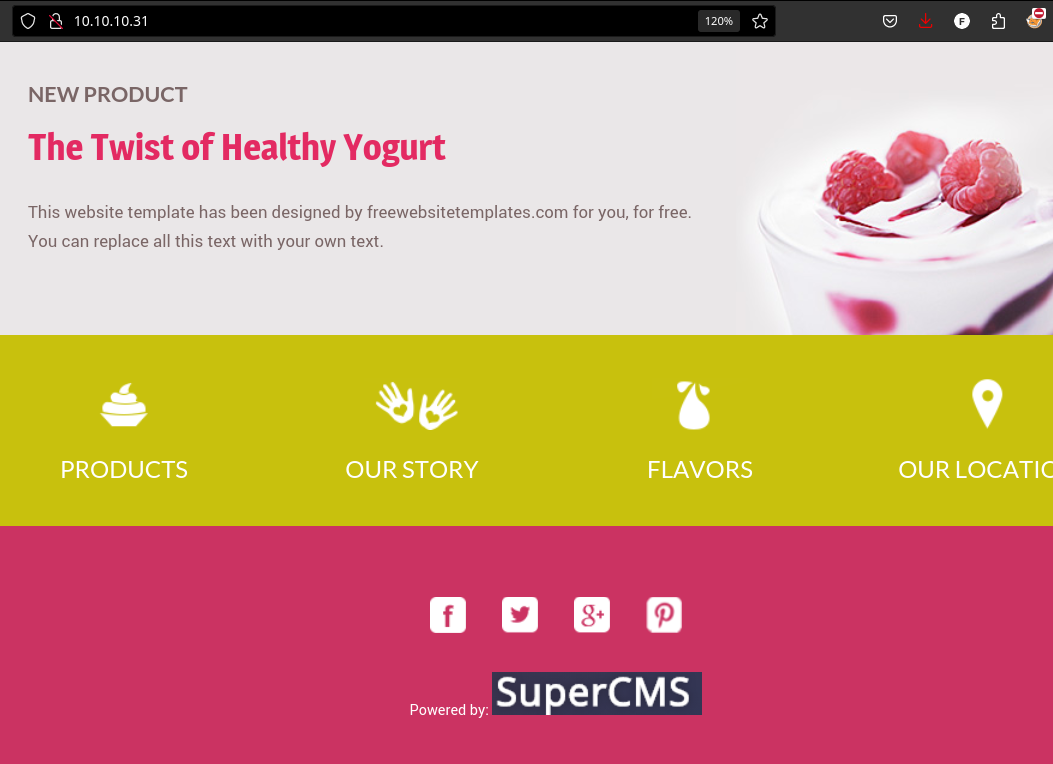 10.10.10.31
120%
F
NEW PRODUCT
The Twist of Healthy Yogurt
This website template has been designed by freewebsitetemplates.com for you, for free.
You can replace all this text with your own text.
PRODUCTS OUR STORY FLAVORS OUR LOCATIO
f g+
Powered by: SuperCMS